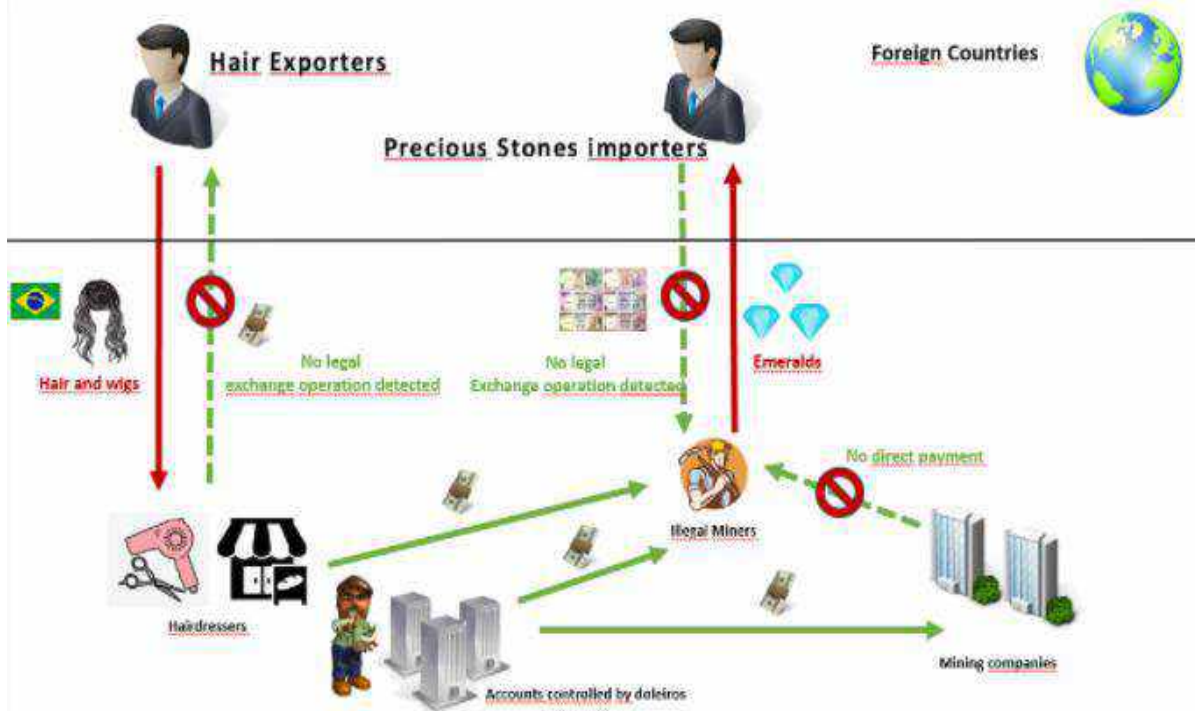 Hair Exporters
Foreign Countries
Precious Stones importers
Hair and wigs
No legal
exchange operation detected
No legal
Exchange operation detected
Emeralds
No direct payment
Illegal Miners
Hairdressers
Mining companies
Accounts controlled by doleiros